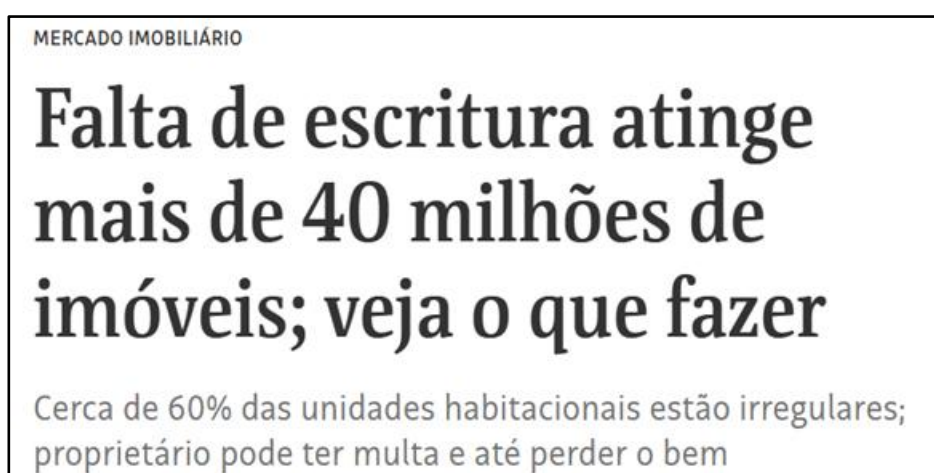 MERCADO IMOBILIÁRIO
Falta de escritura atinge
mais de 40 milhões de
imóveis; veja o que fazer
Cerca de 60% das unidades habitacionais estão irregulares;
proprietário pode ter multa e até perder o bem